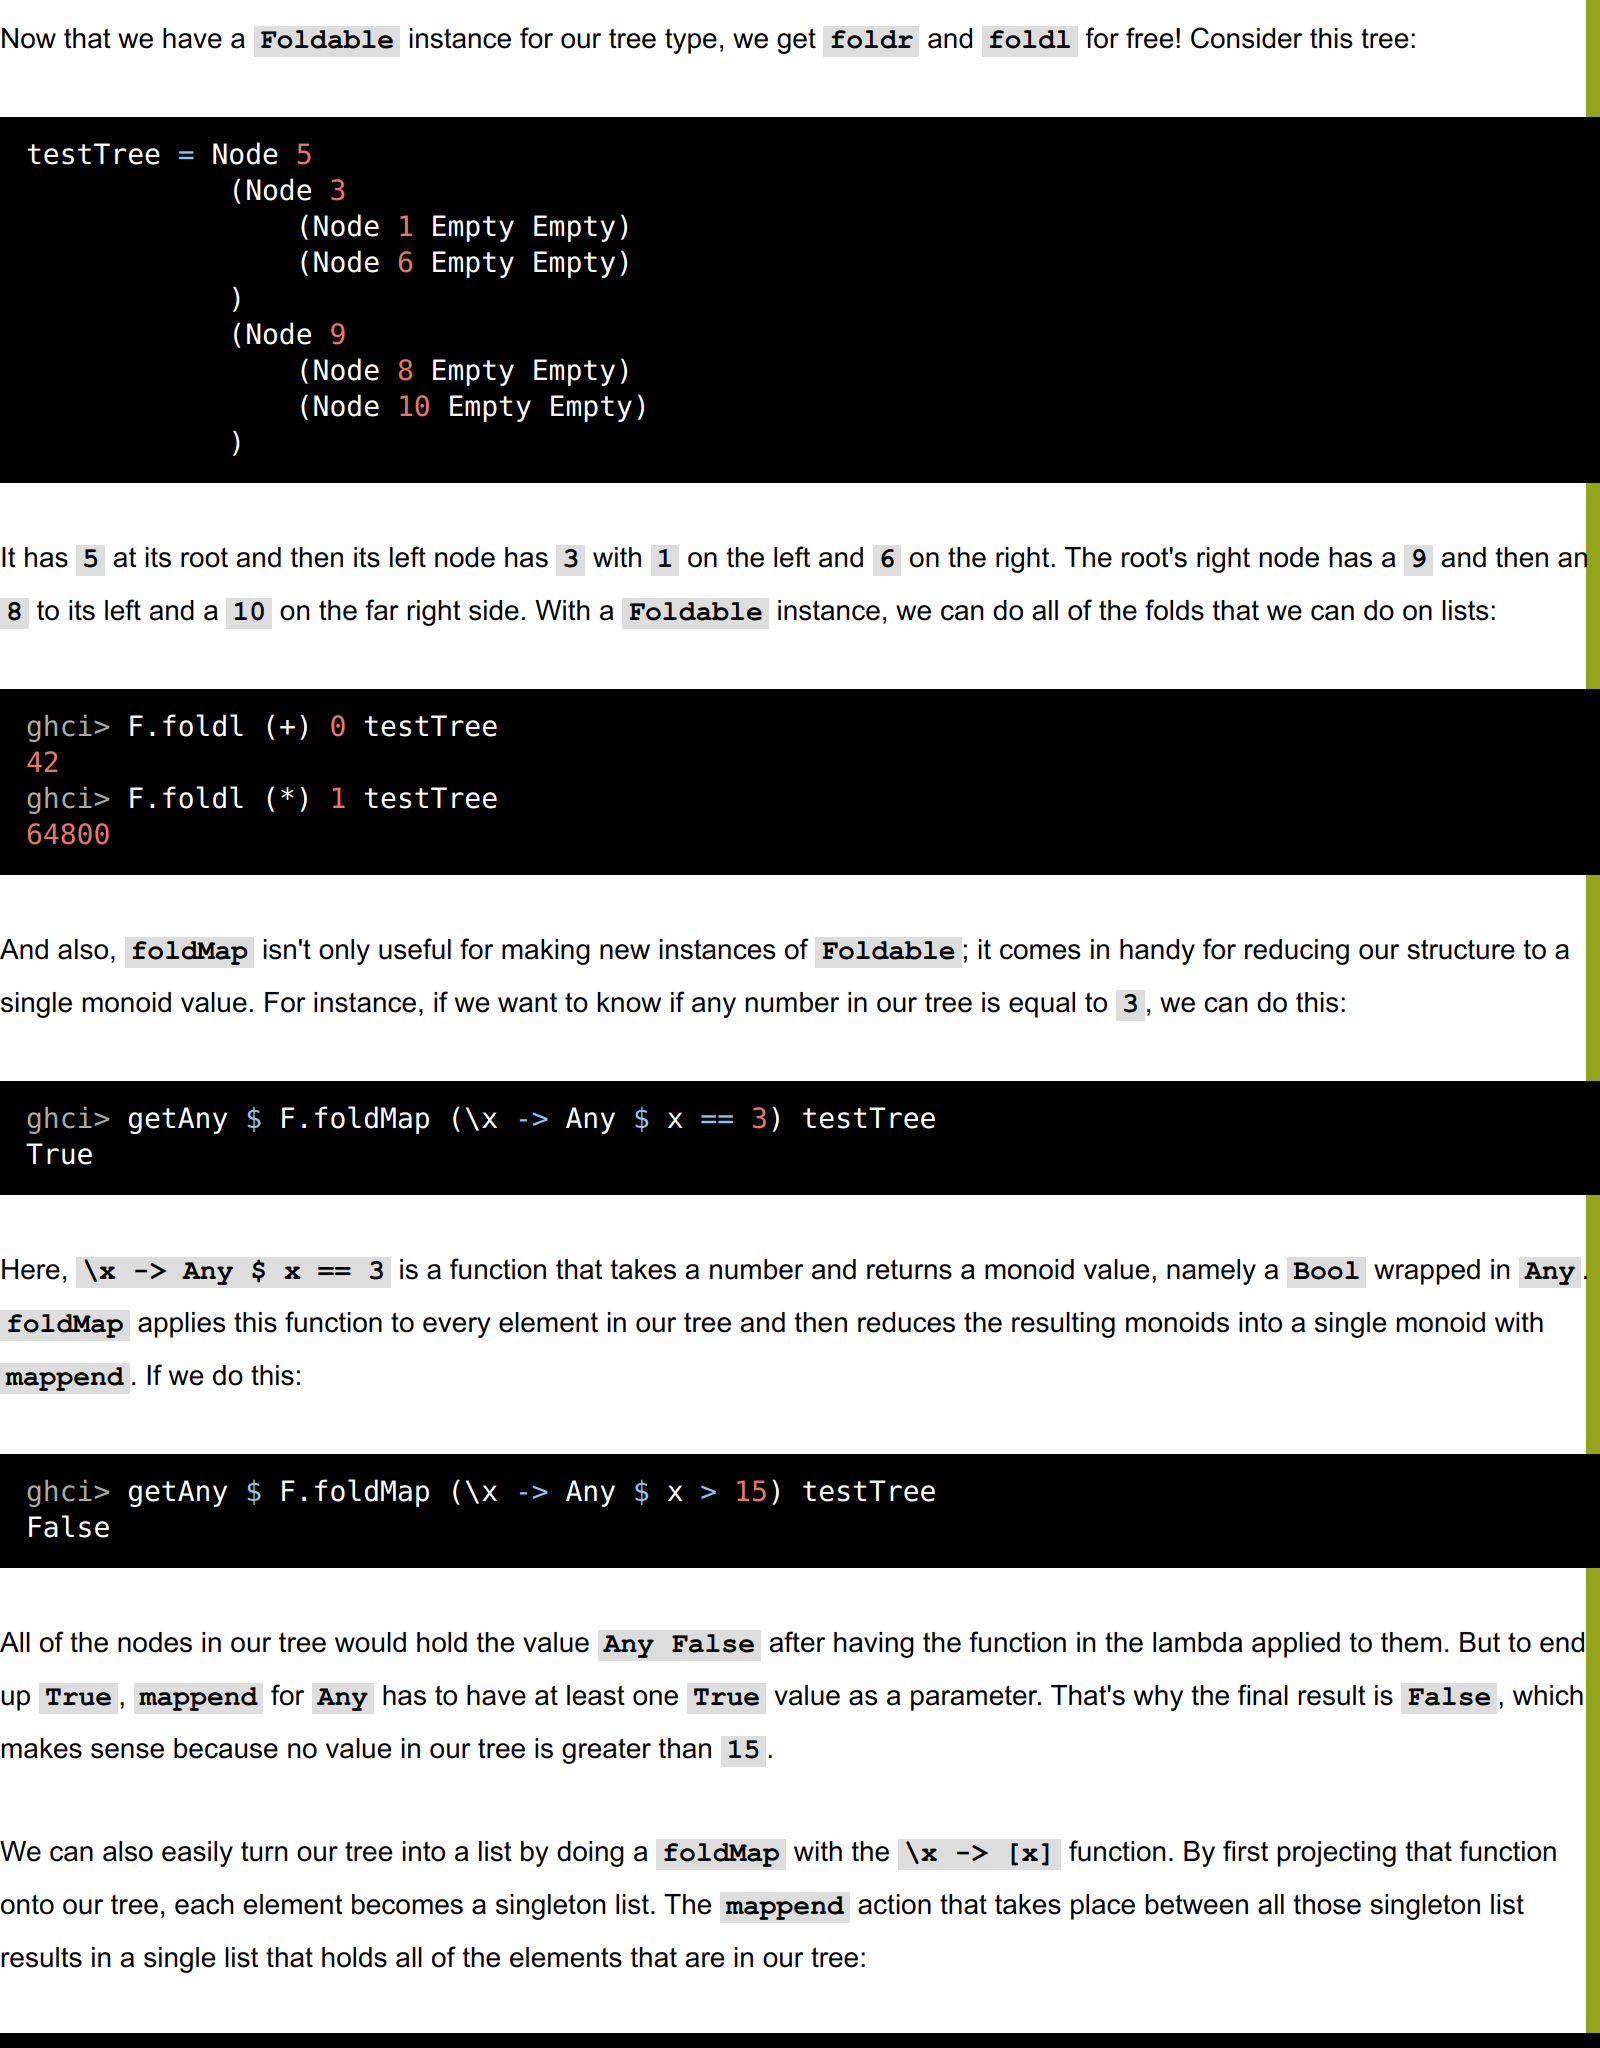 Now that we have a Foldable instance for our tree type, we get foldr and foldl for free! Consider this tree:
testTree = Node 5
            (Node 3
                (Node 1 Empty Empty)
                (Node 6 Empty Empty)
            )
            (Node 9
                (Node 8 Empty Empty)
                (Node 10 Empty Empty)
            )
It has 5 at its root and then its left node has 3 with 1 on the left and 6 on the right. The root's right node has a 9 and then an
8 to its left and a 10 on the far right side. With a Foldable instance, we can do all of the folds that we can do on lists:
ghci> F.foldl (+) 0 testTree
42
ghci> F.foldl (*) 1 testTree
64800
And also, foldMap isn't only useful for making new instances of Foldable; it comes in handy for reducing our structure to a
single monoid value. For instance, if we want to know if any number in our tree is equal to 3, we can do this:
ghci> getAny $ F.foldMap (\x -> Any $ x == 3) testTree
True
Here, \x -> Any $ x == 3 is a function that takes a number and returns a monoid value, namely a Bool wrapped in Any.
foldMap applies this function to every element in our tree and then reduces the resulting monoids into a single monoid with
mappend. If we do this:
ghci> getAny $ F.foldMap (\x -> Any $ x > 15) testTree
False
All of the nodes in our tree would hold the value Any False after having the function in the lambda applied to them. But to end
up True, mappend for Any has to have at least one True value as a parameter. That's why the final result is False, which
makes sense because no value in our tree is greater than 15.
We can also easily turn our tree into a list by doing a foldMap with the \x -> [x] function. By first projecting that function
onto our tree, each element becomes a singleton list. The mappend action that takes place between all those singleton list
results in a single list that holds all of the elements that are in our tree: